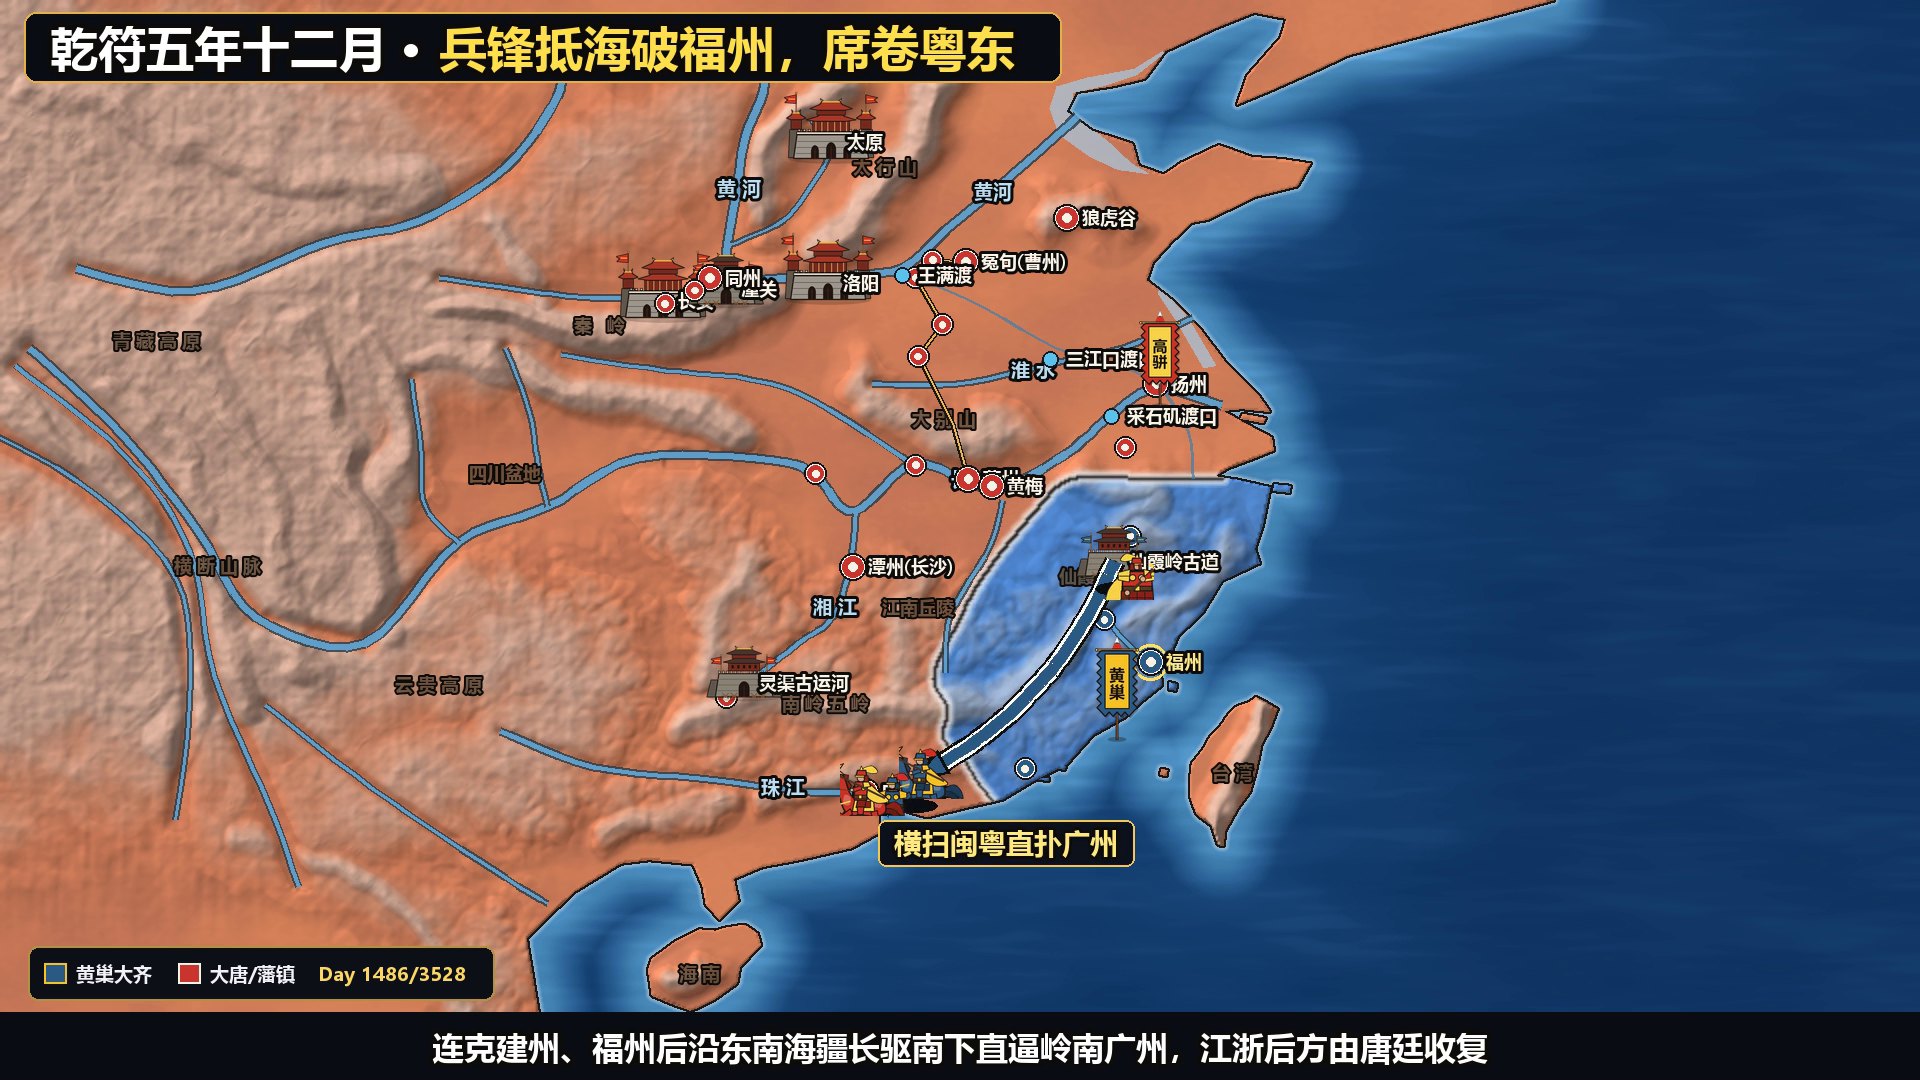 乾符五年十二月·兵锋抵海破福州，席卷粤东
太原
太行山
黄河
黄河
狼虎谷
冤句(曹州)
王满渡
同州
潼关
洛阳
秦岭
青藏高原
高骈
三江口渡
淮水
扬州
采石矶渡口
大别山
四川盆地
黄梅
横断山脉
潭州(长沙)
湘江
江南丘陵
霞岭古道
福州
黄巢
云贵高原
灵渠古运河
南岭五岭
珠江
台湾
横扫闽粤直扑广州
海南
黄巢大齐 大唐/藩镇 Day 1486/3528
连克建州、福州后沿东南海疆长驱南下直逼岭南广州，江浙后方由唐廷收复